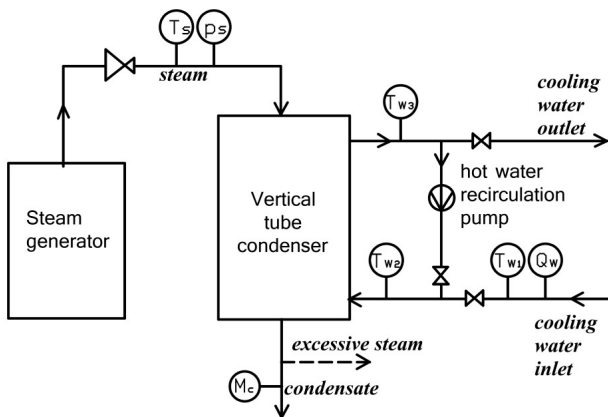 Ts ps
steam
cooling
water
outlet
Tw3
Steam
generator
Vertical
tube
condenser
hot water
recirculation
pump
Tw2
Tw1 Qw
cooling
water
inlet
excessive steam
Mc
condensate